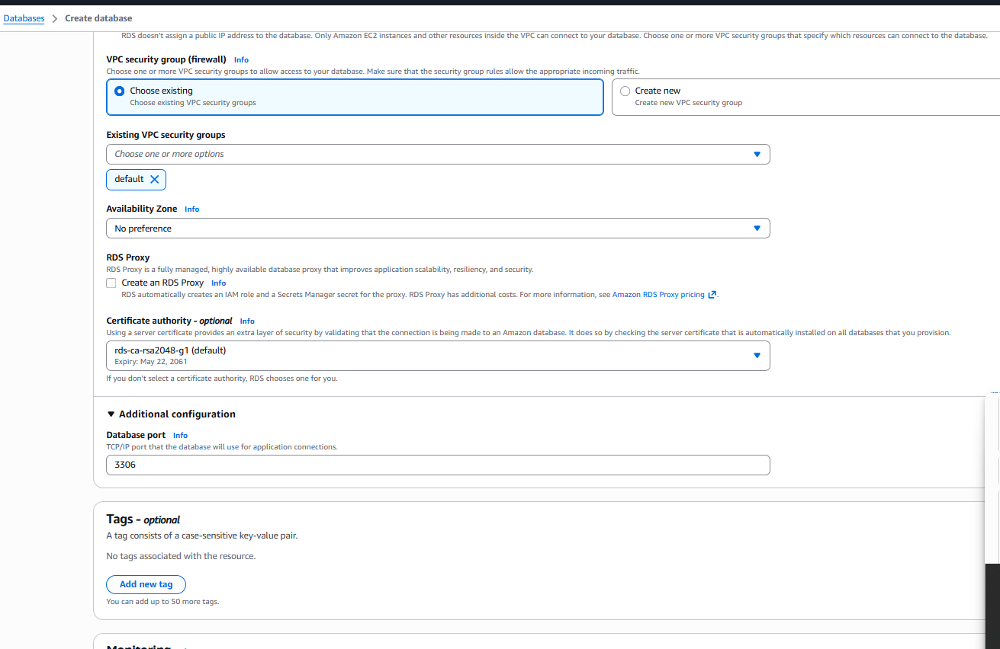 Databases > Create database
RDS doesn't assign a public IP address to the database. Only Amazon EC2 instances and other resources inside the VPC can connect to your database. Choose one or more VPC security groups that specify which resources can connect to the database.
VPC security group (firewall) Info
Choose one or more VPC security groups to allow access to your database. Make sure that the security group rules allow the appropriate incoming traffic.
Choose existing
Choose existing VPC security groups
Create new
Create new VPC security group
Existing VPC security groups
Choose one or more options
default
Availability Zone Info
No preference
RDS Proxy
RDS Proxy is a fully managed, highly available database proxy that improves application scalability, resiliency, and security.
Create an RDS Proxy Info
RDS automatically creates an IAM role and a Secrets Manager secret for the proxy. RDS Proxy has additional costs. For more information, see Amazon RDS Proxy pricing.
Certificate authority - optional Info
Using a server certificate provides an extra layer of security by validating that the connection is being made to an Amazon database. It does so by checking the server certificate that is automatically installed on all databases that you provision.
rds-ca-rsa2048-g1 (default)
Expiry: May 22, 2061
If you don't select a certificate authority, RDS chooses one for you.
Additional configuration
Database port Info
TCP/IP port that the database will use for application connections.
3306
Tags - optional
A tag consists of a case-sensitive key-value pair.
No tags associated with the resource.
Add new tag
You can add up to 50 more tags.
Monitoring